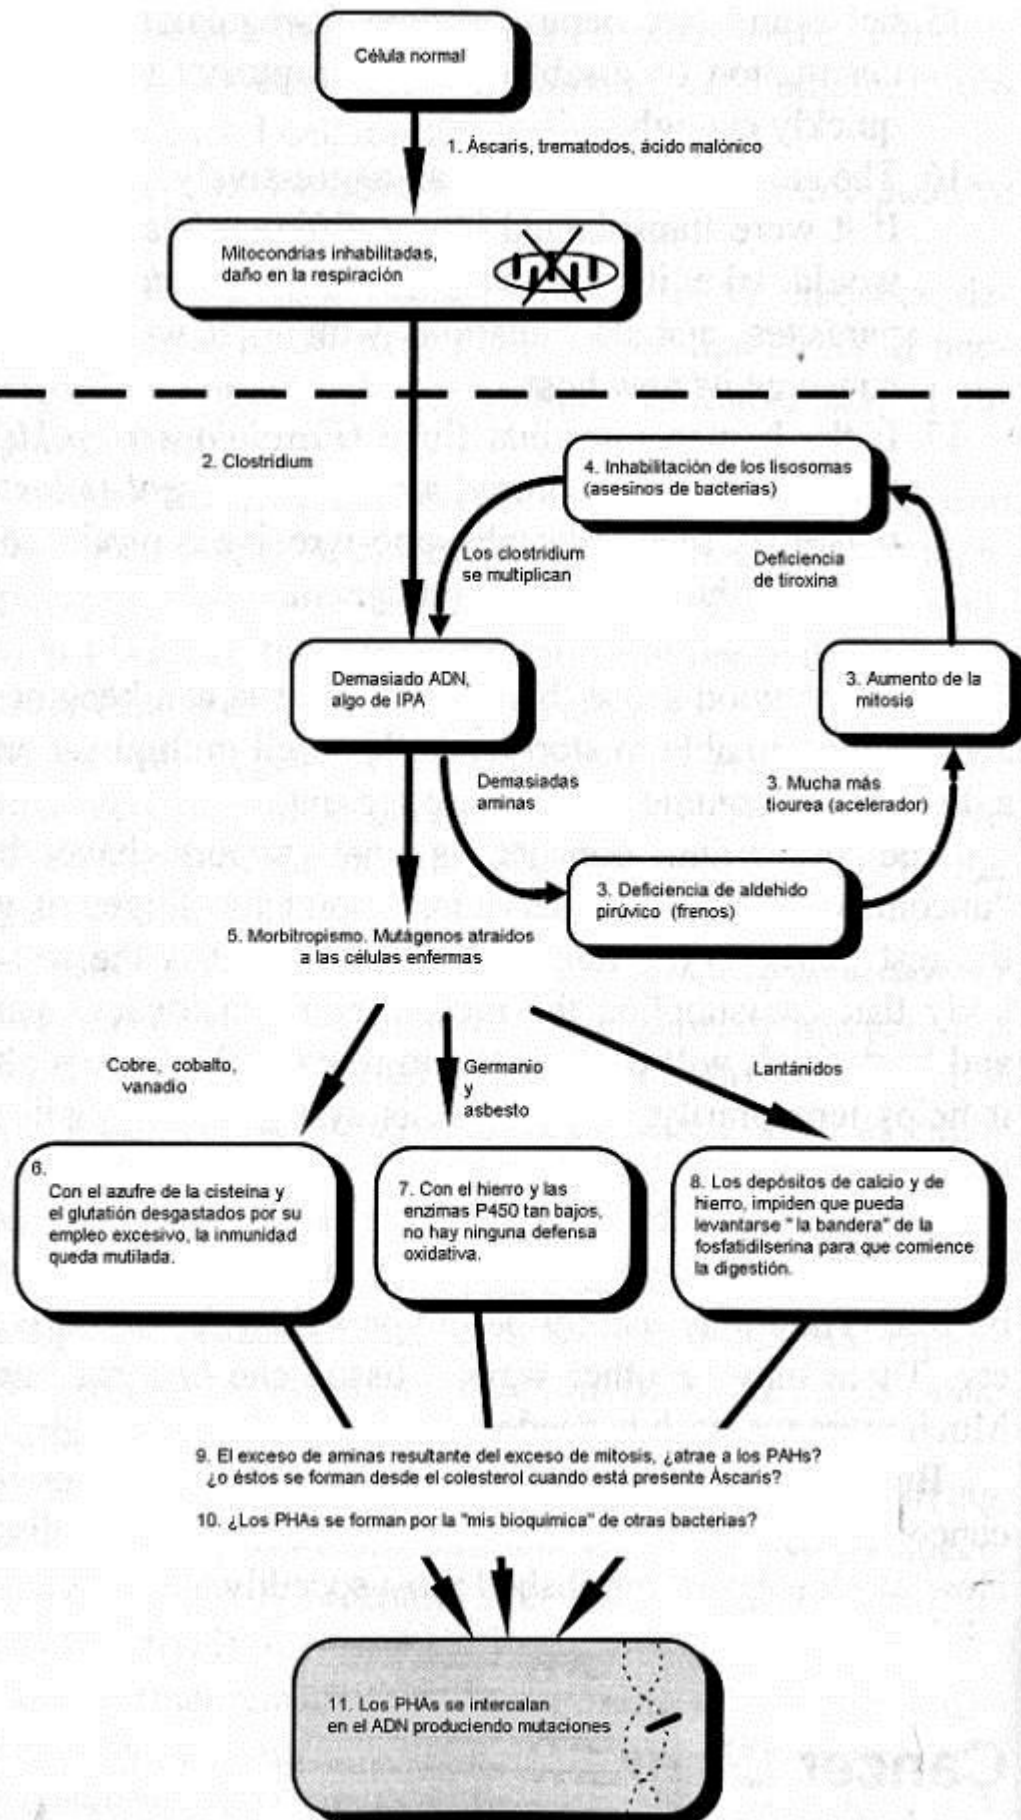 Célula normal
1. Áscaris, trematodos, ácido malónico
Mitocondrias inhabilitadas,
daño en la respiración
2. Clostridium
4. Inhabilitación de los lisosomas
(asesinos de bacterias)
Los clostridium
se multiplican
Deficiencia
de tiroxina
Demasiado ADN,
algo de IPA
3. Aumento de la
mitosis
Demasiadas
aminas
3. Mucha más
tiourea (acelerador)
3. Deficiencia de aldehido
pirúvico (frenos)
5. Morbitropismo. Mutágenos atraidos
a las células enfermas
Cobre, cobalto,
vanadio
Germanio
y
asbesto
Lantánidos
6.
Con el azufre de la cisteina y
el glutatión desgastados por su
empleo excesivo, la inmunidad
queda mutilada.
7. Con el hierro y las
enzimas P450 tan bajos,
no hay ninguna defensa
oxidativa.
8. Los depósitos de calcio y de
hierro, impiden que pueda
levantarse " la bandera" de la
fosfatidilserina para que comience
la digestión.
9. El exceso de aminas resultante del exceso de mitosis, ¿atrae a los PAHs?
¿o éstos se forman desde el colesterol cuando está presente Áscaris?
10. ¿Los PHAs se forman por la "mis bioquímica" de otras bacterias?
11. Los PHAs se intercalan
en el ADN produciendo mutaciones